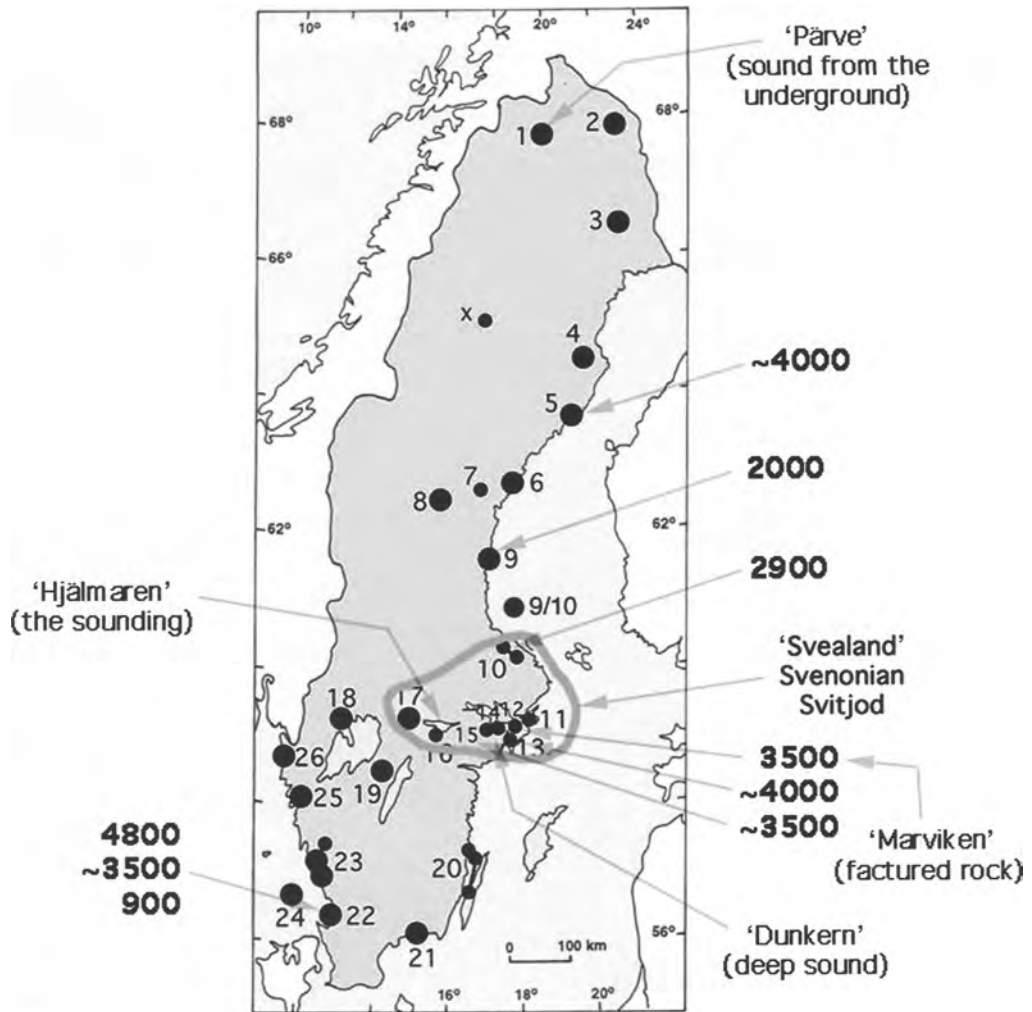 10° 14° 20° 24°
'Pärve'
(sound from the
underground)
68° 68°
1 2
3
66°
x
4
~4000
5
2000
7 6
8
62° 62°
9
2900
'Hjälmaren'
(the sounding)
9/10
10
'Svealand'
Svenonian
Svitjod
18 17 14 12 11
15 16 13
26
3500
19
~4000
25
~3500
4800
~3500
900
'Marviken'
(factured rock)
23
20
24 22
21
56°
0 100 km
'Dunkern'
(deep sound)
16° 20°